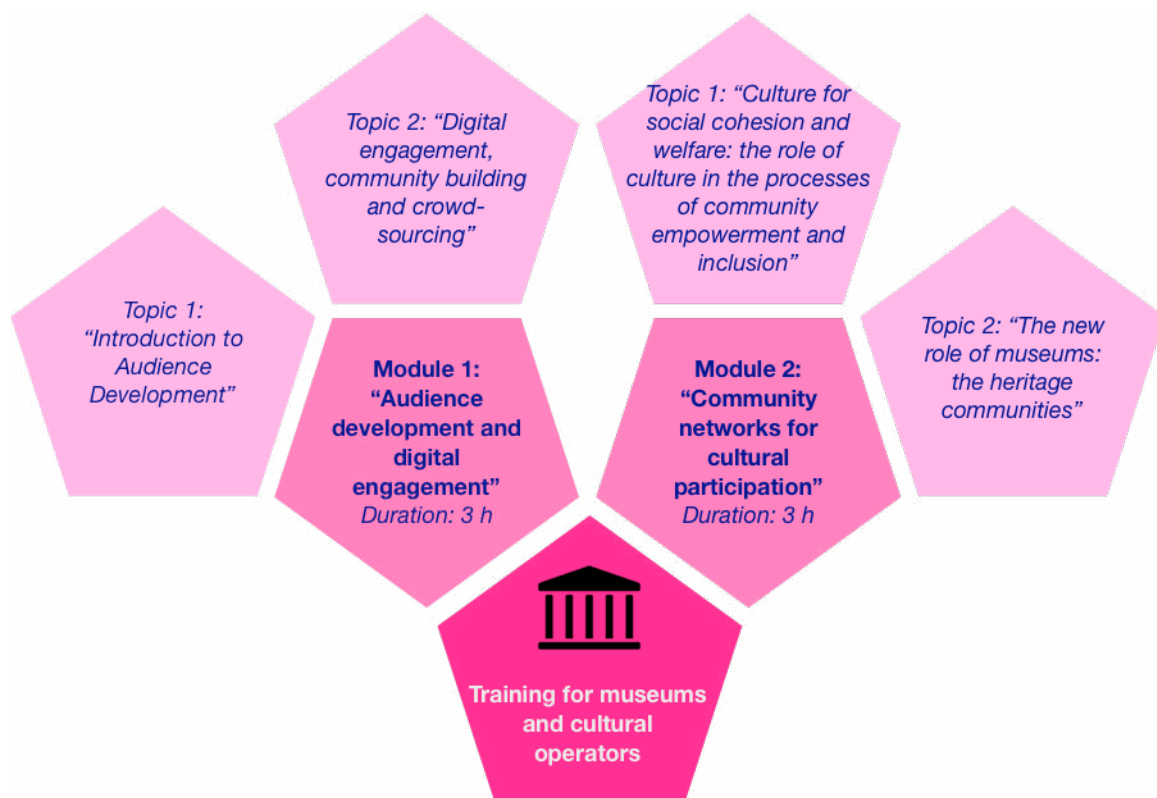 Topic 2: “Digital
engagement,
community building
and crowd-
sourcing”
Topic 1: “Culture for
social cohesion and
welfare: the role of
culture in the processes
of community
empowerment and
inclusion”
Topic 1:
“Introduction to
Audience
Development”
Topic 2: “The new
role of museums:
the heritage
communities”
Module 1:
“Audience
development and
digital
engagement”
Duration: 3 h
Module 2:
“Community
networks for
cultural
participation”
Duration: 3 h
Training for museums
and cultural
operators